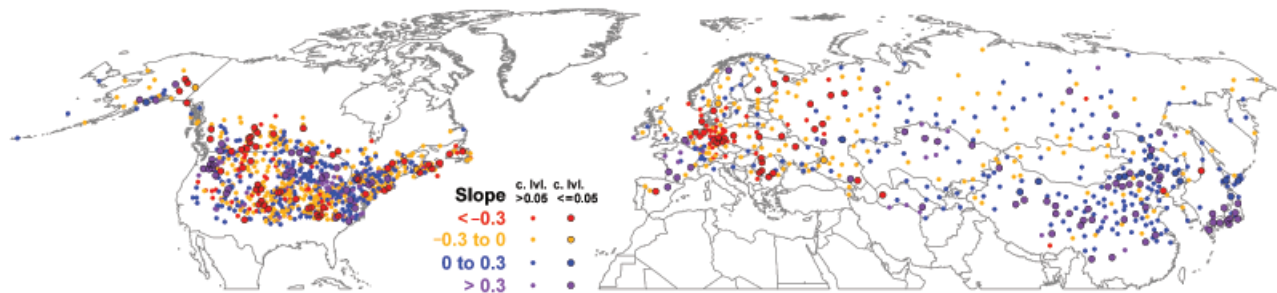 Slope c. lvl. >0.05 c. lvl. <=0.05
< −0.3
−0.3 to 0
0 to 0.3
> 0.3